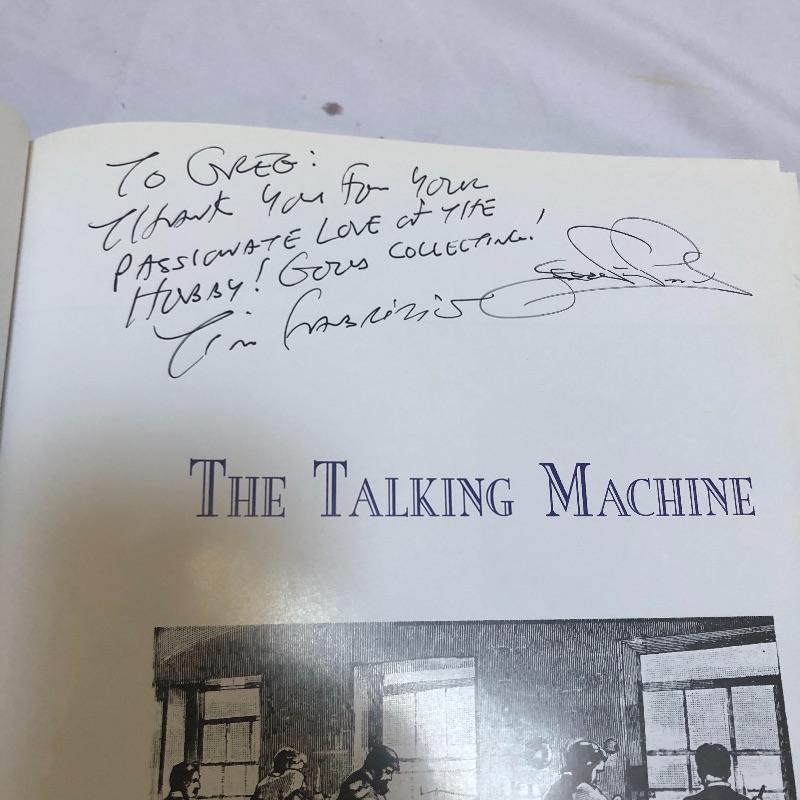 To GREG:
THANK you For your
PASSIONATE LOVE of THE
HOBBY! GOOD COLLECTING!
Tim FABRIZIO
THE TALKING MACHINE